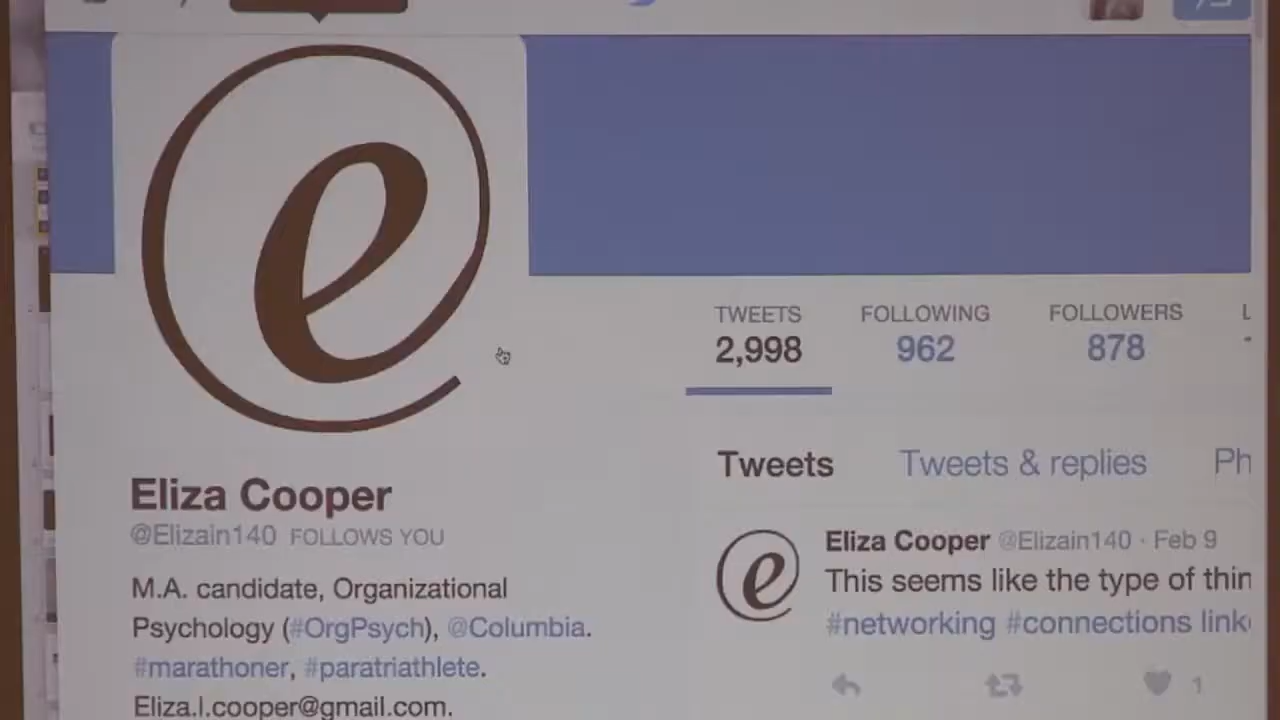 e
TWEETS FOLLOWING FOLLOWERS
2,998 962 878
Tweets Tweets & replies Ph
Eliza Cooper
@Elizain140 FOLLOWS YOU
M.A. candidate, Organizational
Psychology (#OrgPsych), @Columbia.
#marathoner, #paratriathlete.
Eliza.l.cooper@gmail.com.
e
Eliza Cooper @Elizain140 · Feb 9
This seems like the type of thin
#networking #connections link
1